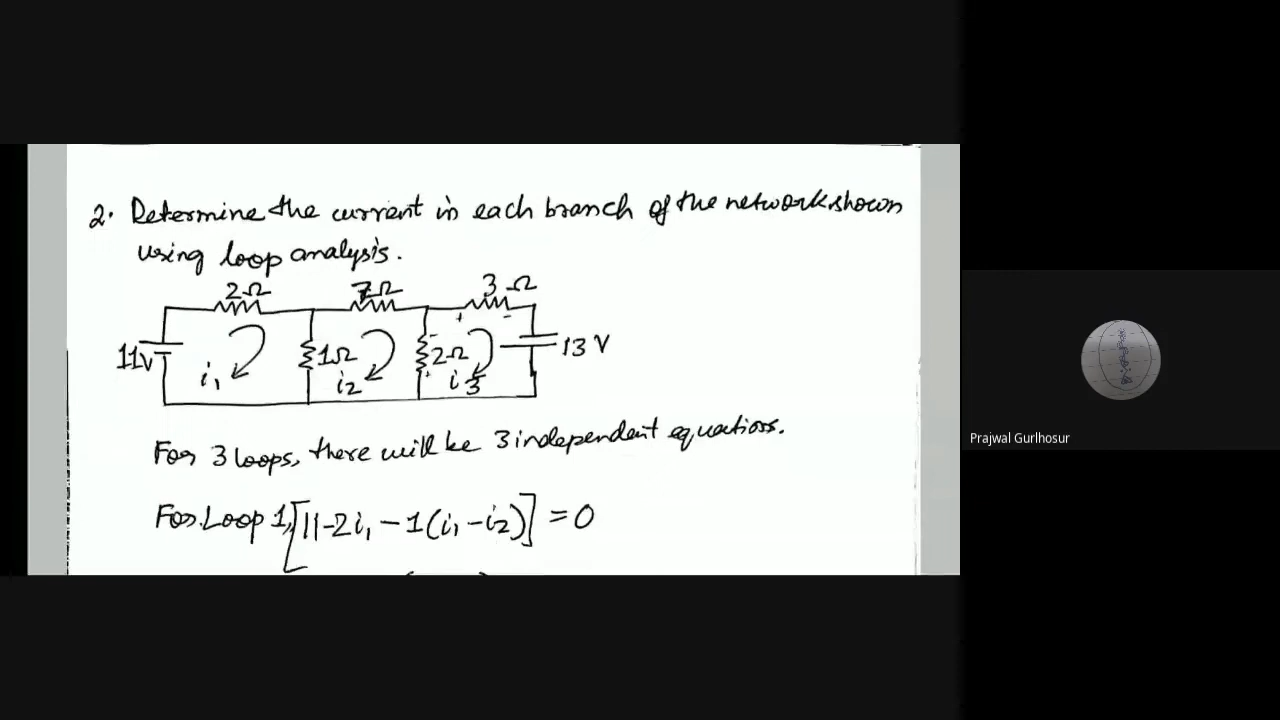 2. Determine the current in each branch of the network shown
using loop analysis.
2Ω 7Ω 3Ω
11V 1Ω 2Ω 13 V
i₁ i₂ i₃
+ -
-
+
For 3 loops, there will be 3 independent equations.
For Loop 1, [11-2i₁ - 1(i₁ - i₂)] = 0
Prajwal Gurlhosur